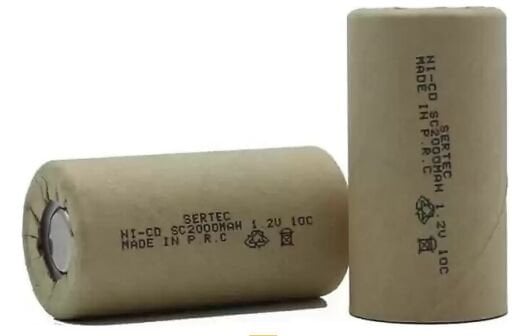 SERTEC
NI-CD SC2000MAH 1.2V 10C
MADE IN P.R.C
SERTEC
NI-CD SC2000MAH 1.2V 10C
MADE IN P.R.C